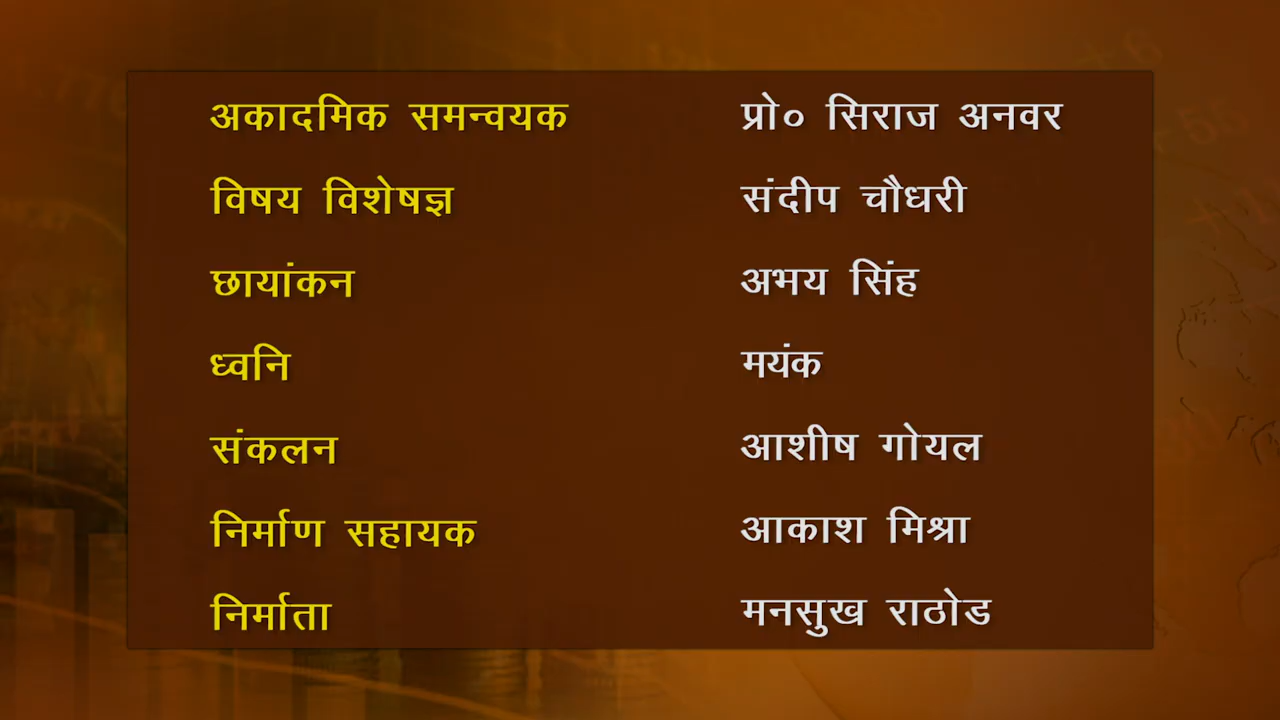 अकादमिक समन्वयक प्रो० सिराज अनवर
विषय विशेषज्ञ संदीप चौधरी
छायांकन अभय सिंह
ध्वनि मयंक
संकलन आशीष गोयल
निर्माण सहायक आकाश मिश्रा
निर्माता मनसुख राठोड